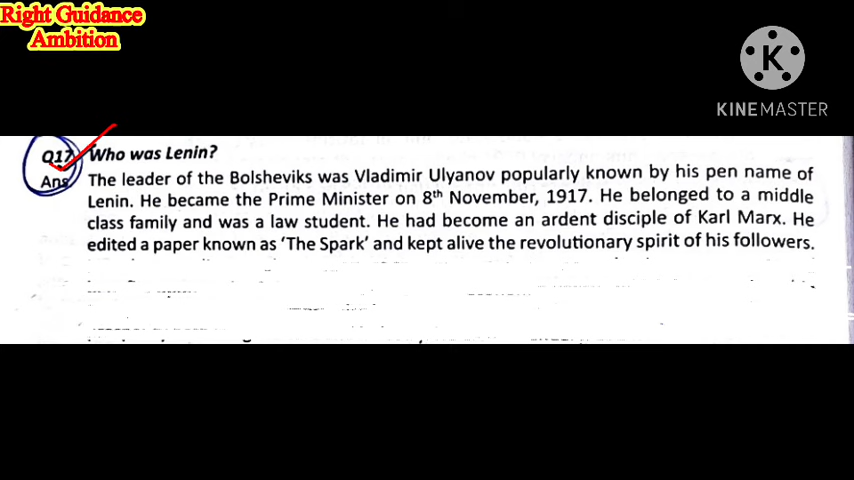 Right Guidance
Ambition
K
KINEMASTER
Q17 Who was Lenin?
Ans The leader of the Bolsheviks was Vladimir Ulyanov popularly known by his pen name of
Lenin. He became the Prime Minister on 8th November, 1917. He belonged to a middle
class family and was a law student. He had become an ardent disciple of Karl Marx. He
edited a paper known as ‘The Spark’ and kept alive the revolutionary spirit of his followers.